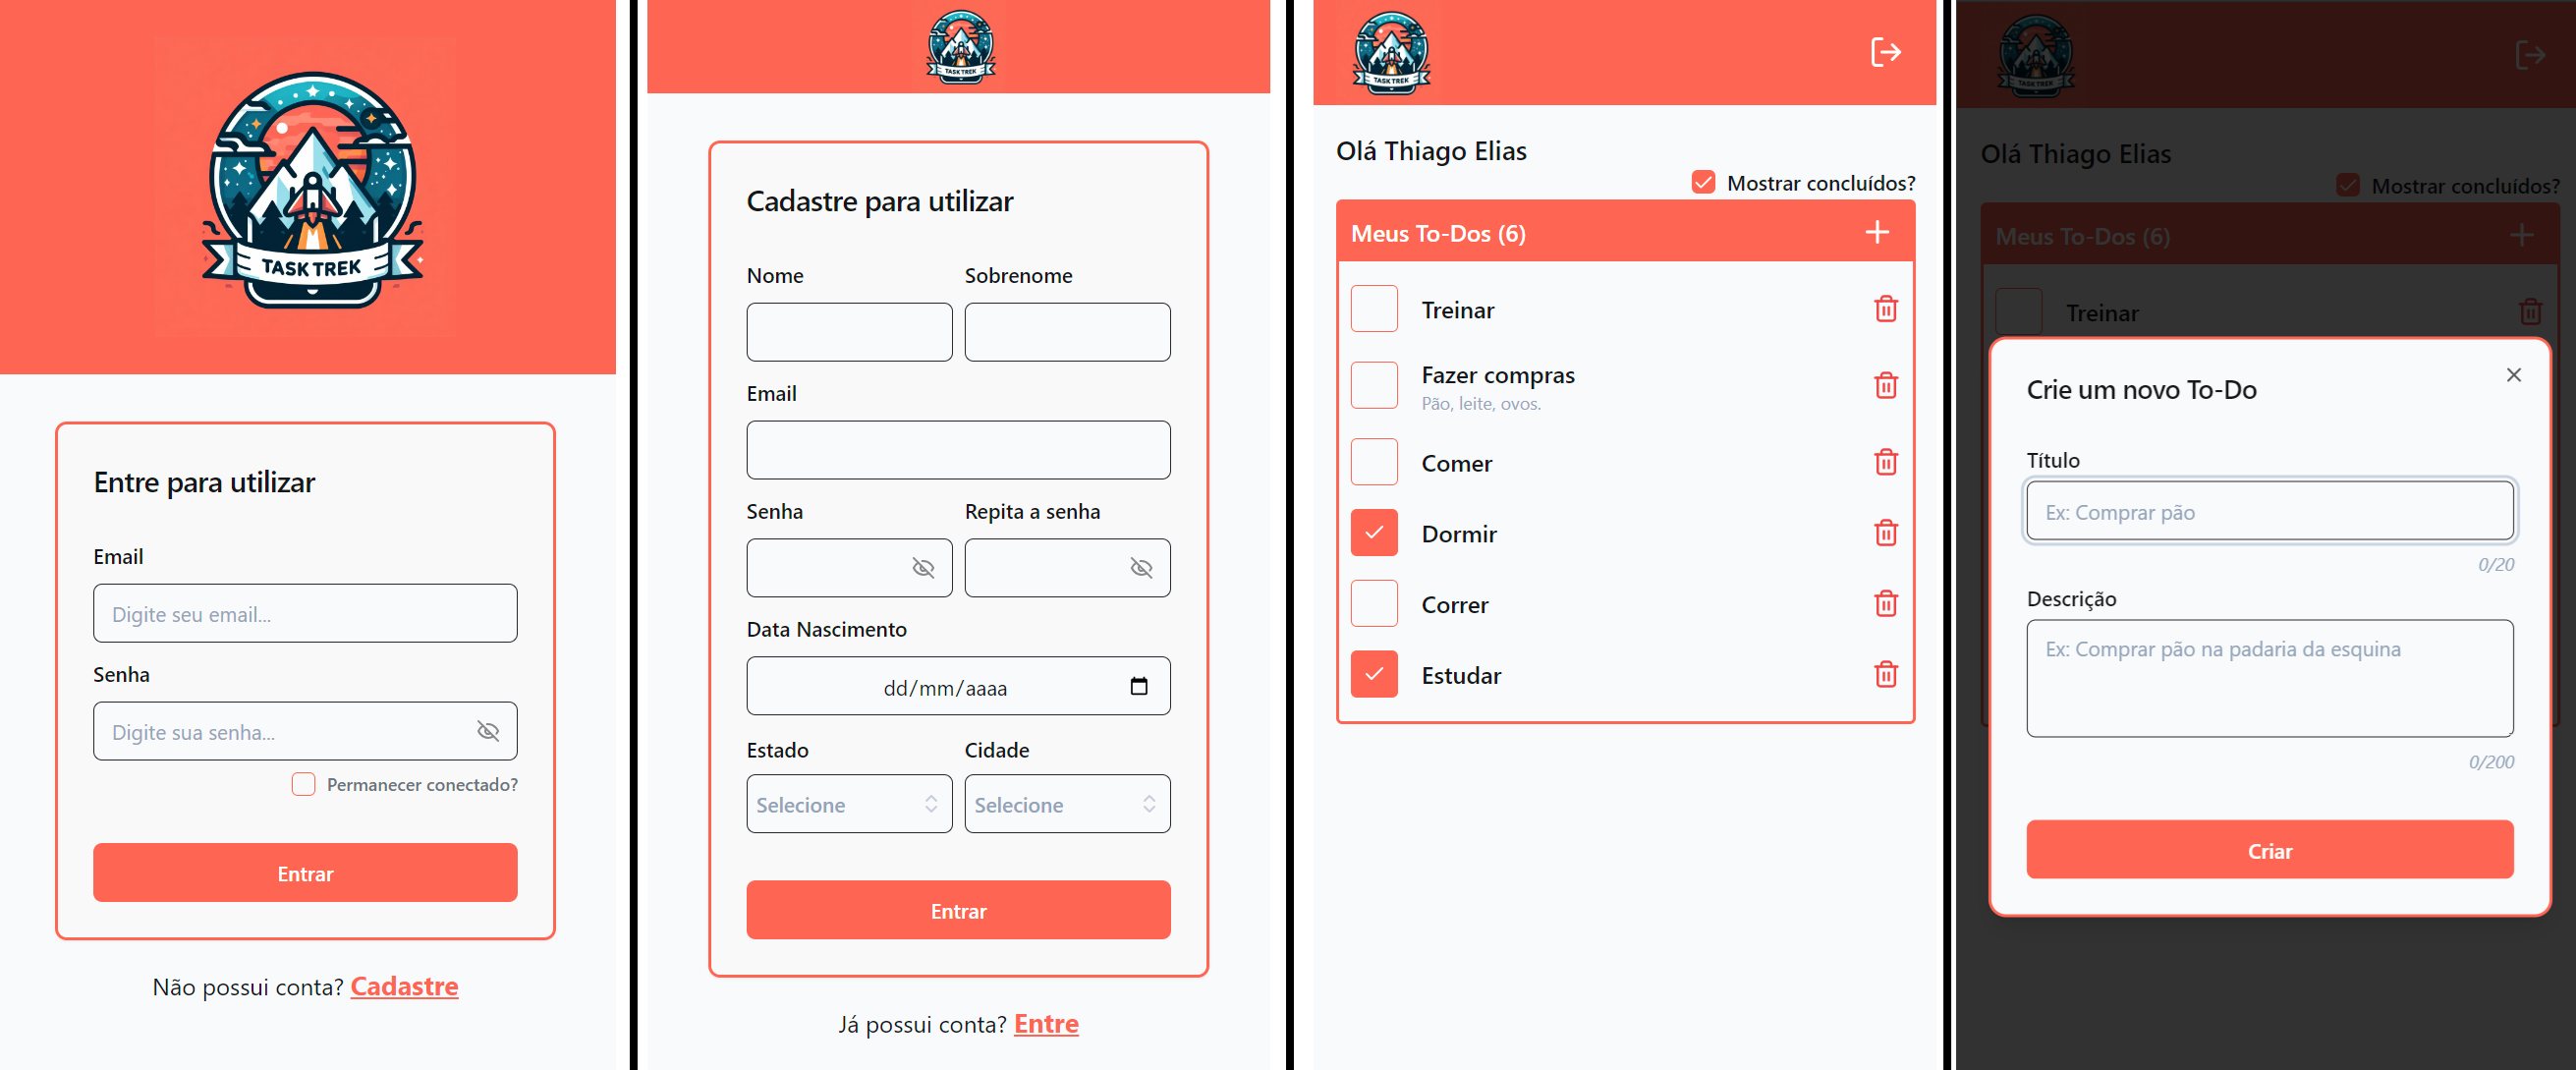 TASK TREK
Entre para utilizar
Email
Digite seu email...
Senha
Digite sua senha...
Permanecer conectado?
Entrar
Não possui conta? Cadastre
TASK TREK
Cadastre para utilizar
Nome Sobrenome
Email
Senha Repita a senha
Data Nascimento
dd/mm/aaaa
Estado Cidade
Selecione Selecione
Entrar
Já possui conta? Entre
TASK TREK
Olá Thiago Elias
Mostrar concluídos?
Meus To-Dos (6)
Treinar
Fazer compras
Pão, leite, ovos.
Comer
Dormir
Correr
Estudar
TASK TREK
Olá Thiago Elias
Mostrar concluídos?
Meus To-Dos (6)
Treinar
Crie um novo To-Do
Título
Ex: Comprar pão
0/20
Descrição
Ex: Comprar pão na padaria da esquina
0/200
Criar